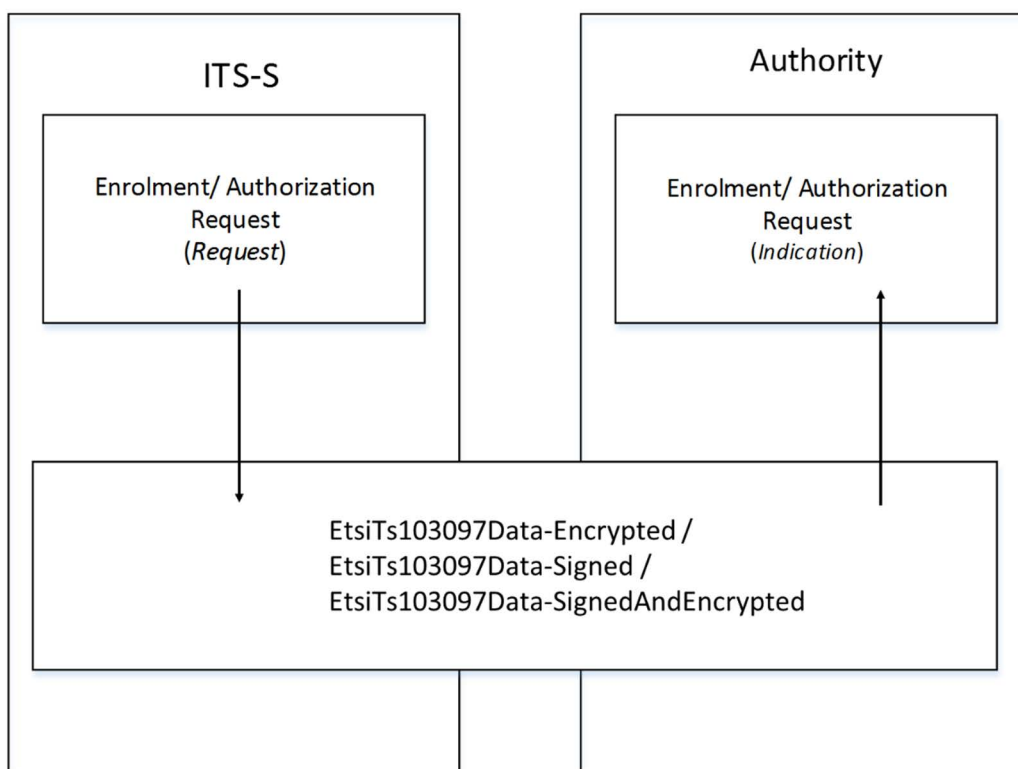 ITS-S
Enrolment/ Authorization
Request
(Request)
Authority
Enrolment/ Authorization
Request
(Indication)
EtsiTs103097Data-Encrypted /
EtsiTs103097Data-Signed /
EtsiTs103097Data-SignedAndEncrypted